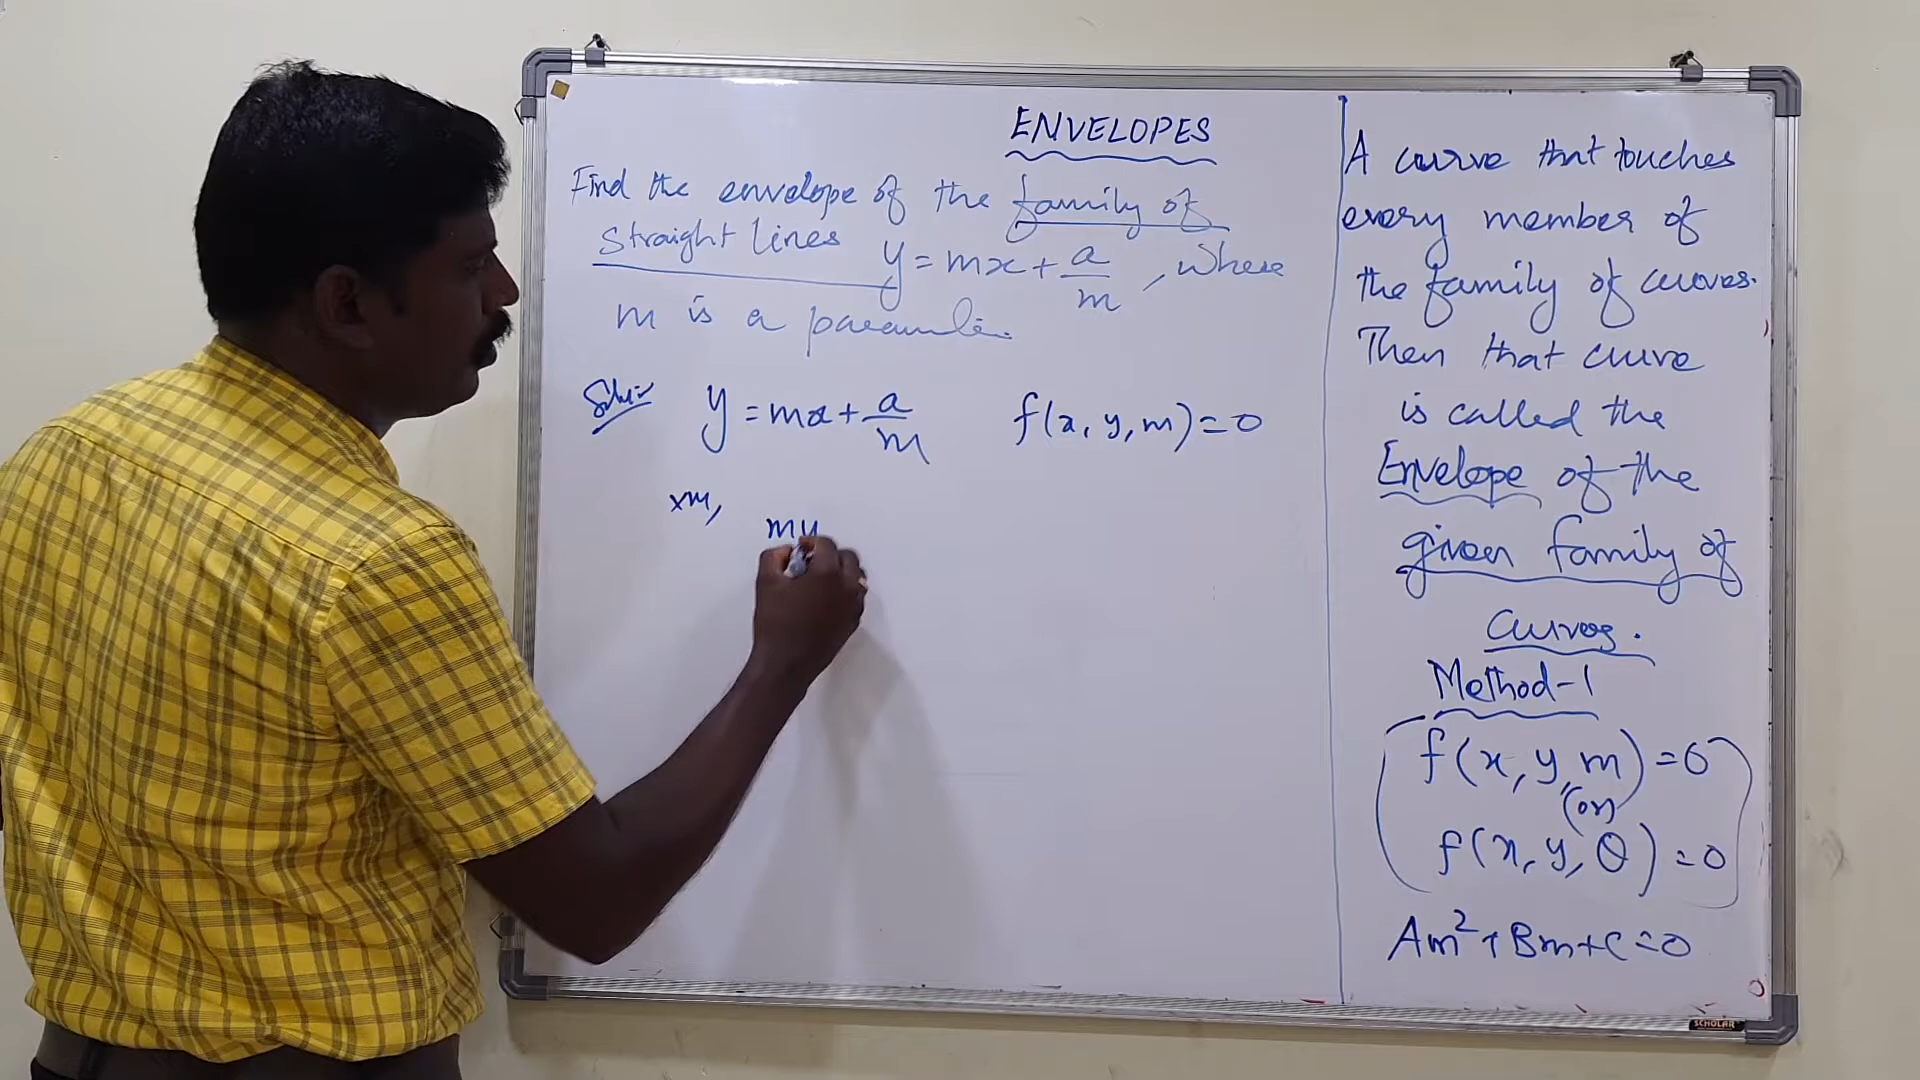 ENVELOPES
Find the envelope of the family of
straight lines y = mx + a/m , where
m is a
Soln:- y = mx + a/m f(x, y, m) = 0
xm,
my
A curve that touches
every member of
the family of curves.
Then that curve
is called the
Envelope of the
given family of
Curves.
Method-1
f(x, y, m) = 0
(or)
f(x, y, θ) = 0
Am² + Bm + C = 0
SCHOLAR